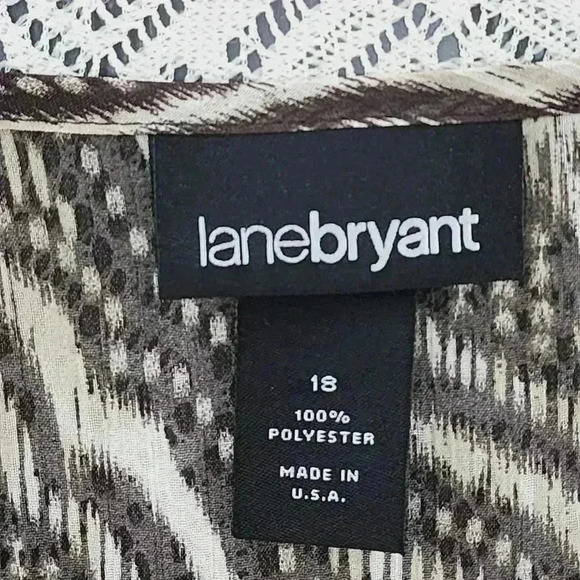 lanebryant
18
100%
POLYESTER
MADE IN
U.S.A.